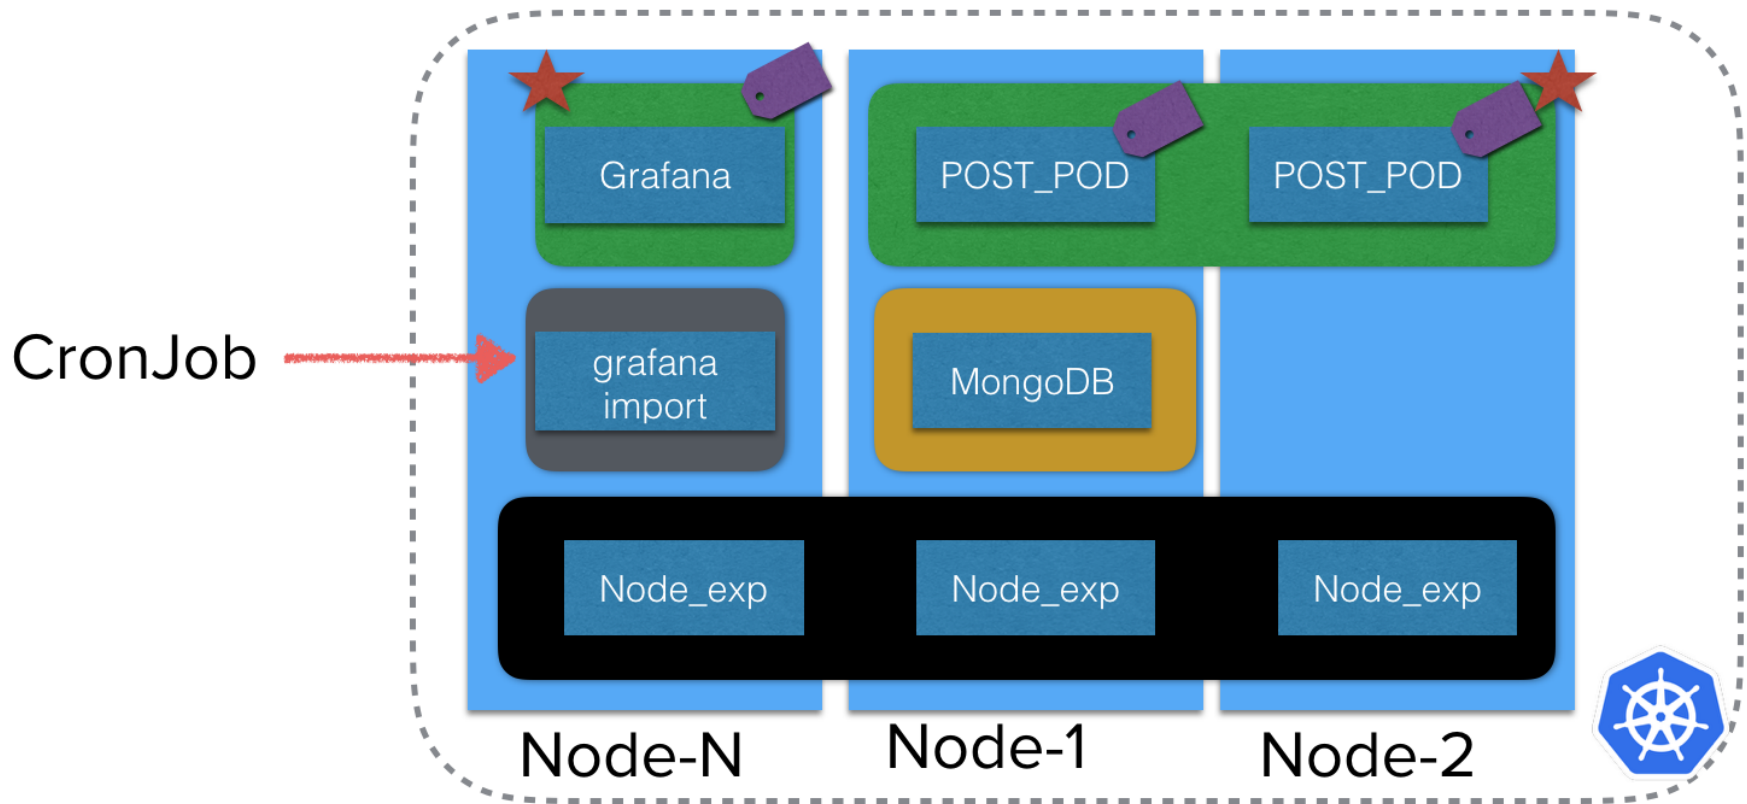 Grafana
POST_POD
POST_POD
CronJob
grafana
import
MongoDB
Node_exp
Node_exp
Node_exp
Node-N
Node-1
Node-2